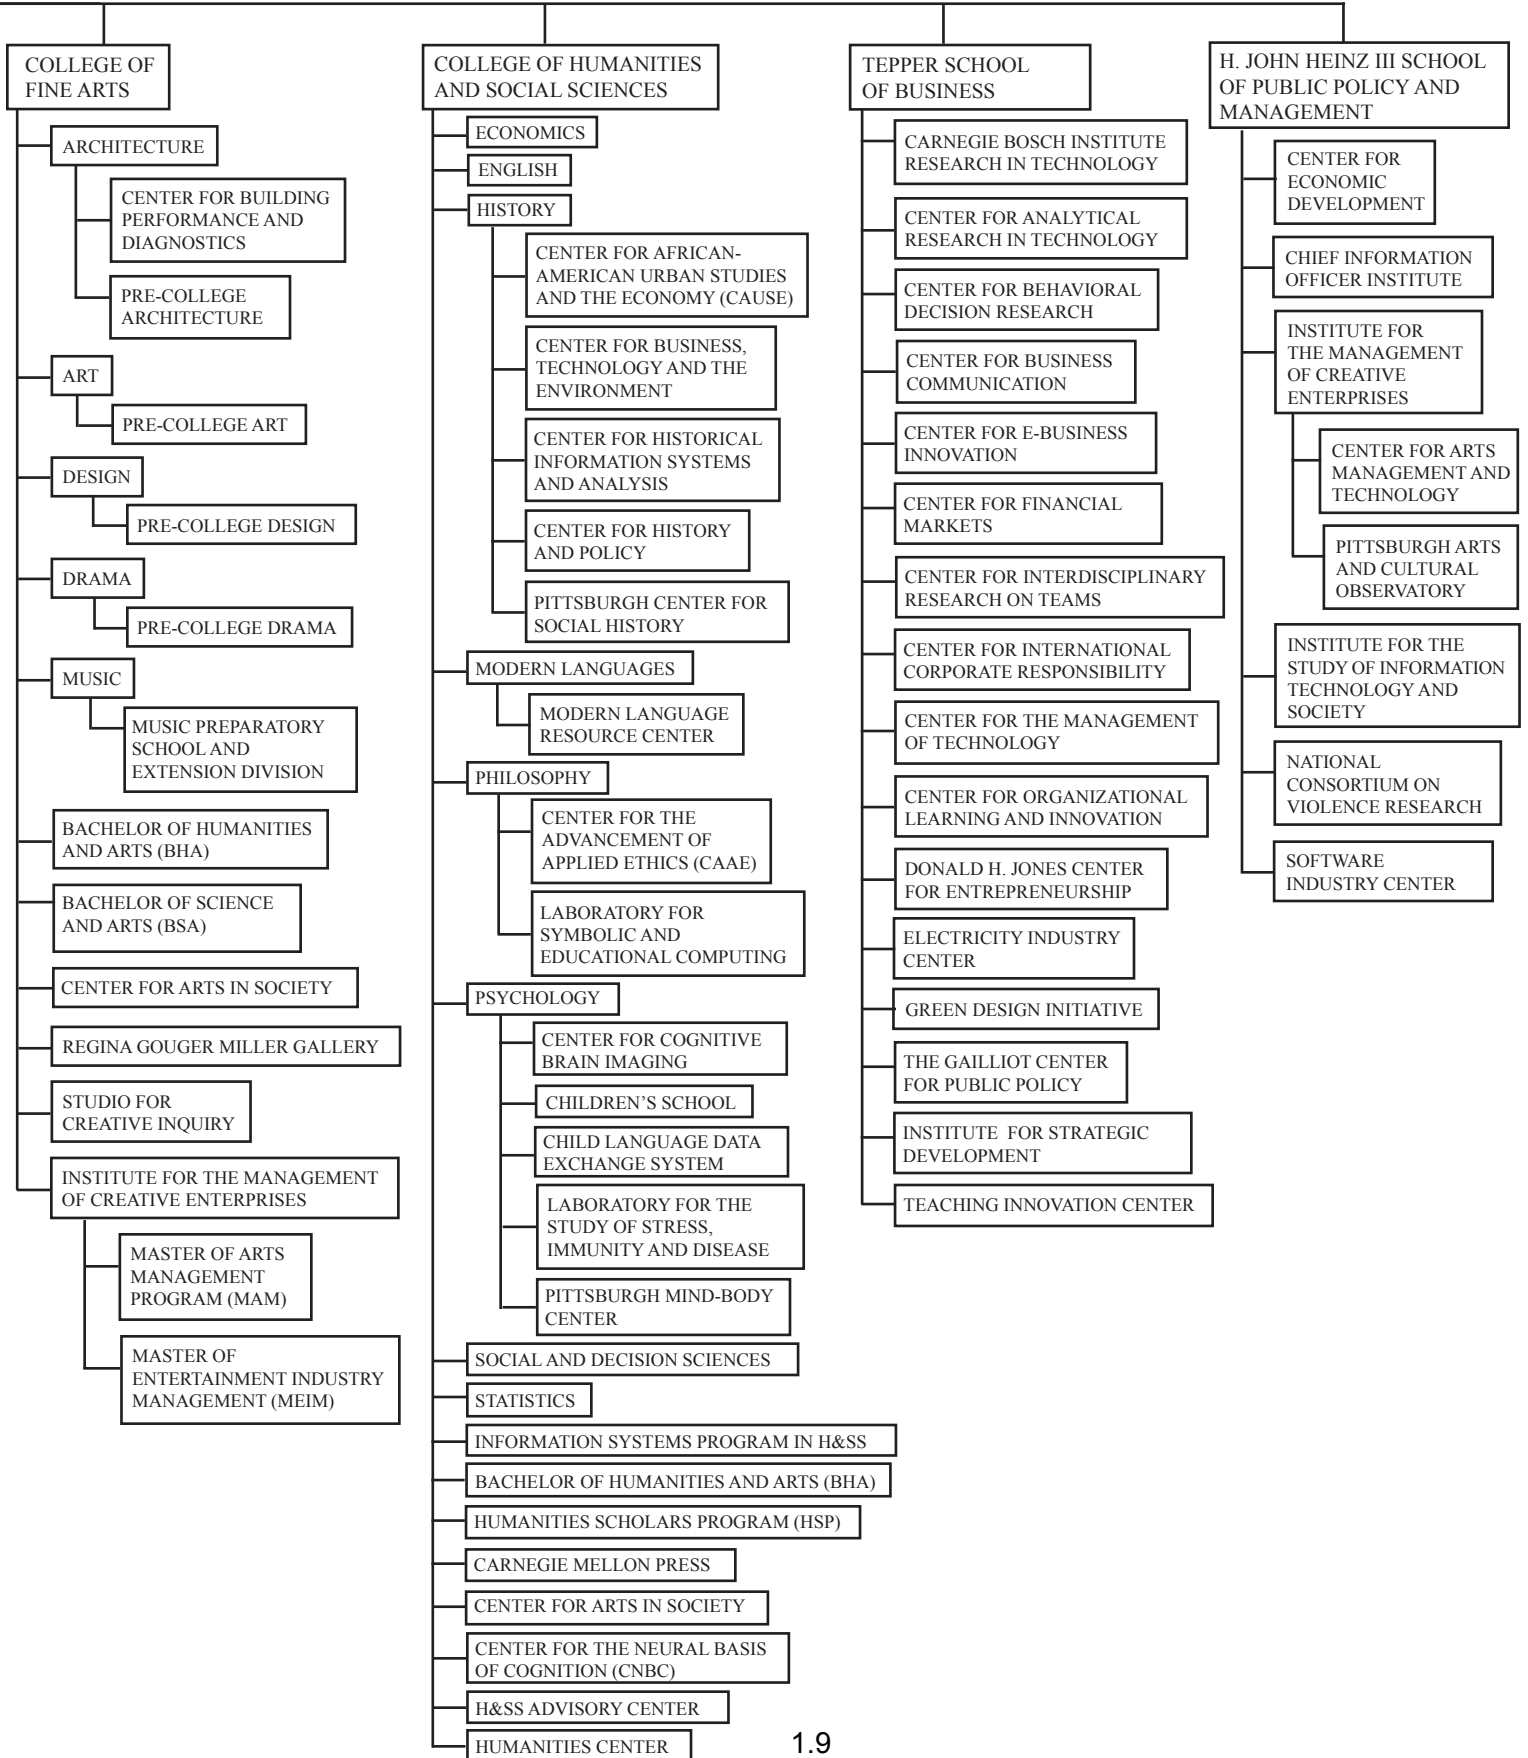 COLLEGE OF
FINE ARTS
ARCHITECTURE
CENTER FOR BUILDING
PERFORMANCE AND
DIAGNOSTICS
PRE-COLLEGE
ARCHITECTURE
ART
PRE-COLLEGE ART
DESIGN
PRE-COLLEGE DESIGN
DRAMA
PRE-COLLEGE DRAMA
MUSIC
MUSIC PREPARATORY
SCHOOL AND
EXTENSION DIVISION
BACHELOR OF HUMANITIES
AND ARTS (BHA)
BACHELOR OF SCIENCE
AND ARTS (BSA)
CENTER FOR ARTS IN SOCIETY
REGINA GOUGER MILLER GALLERY
STUDIO FOR
CREATIVE INQUIRY
INSTITUTE FOR THE MANAGEMENT
OF CREATIVE ENTERPRISES
MASTER OF ARTS
MANAGEMENT
PROGRAM (MAM)
MASTER OF
ENTERTAINMENT INDUSTRY
MANAGEMENT (MEIM)
COLLEGE OF HUMANITIES
AND SOCIAL SCIENCES
ECONOMICS
ENGLISH
HISTORY
CENTER FOR AFRICAN-
AMERICAN URBAN STUDIES
AND THE ECONOMY (CAUSE)
CENTER FOR BUSINESS,
TECHNOLOGY AND THE
ENVIRONMENT
CENTER FOR HISTORICAL
INFORMATION SYSTEMS
AND ANALYSIS
CENTER FOR HISTORY
AND POLICY
PITTSBURGH CENTER FOR
SOCIAL HISTORY
MODERN LANGUAGES
MODERN LANGUAGE
RESOURCE CENTER
PHILOSOPHY
CENTER FOR THE
ADVANCEMENT OF
APPLIED ETHICS (CAAE)
LABORATORY FOR
SYMBOLIC AND
EDUCATIONAL COMPUTING
PSYCHOLOGY
CENTER FOR COGNITIVE
BRAIN IMAGING
CHILDREN'S SCHOOL
CHILD LANGUAGE DATA
EXCHANGE SYSTEM
LABORATORY FOR THE
STUDY OF STRESS,
IMMUNITY AND DISEASE
PITTSBURGH MIND-BODY
CENTER
SOCIAL AND DECISION SCIENCES
STATISTICS
INFORMATION SYSTEMS PROGRAM IN H&SS
BACHELOR OF HUMANITIES AND ARTS (BHA)
HUMANITIES SCHOLARS PROGRAM (HSP)
CARNEGIE MELLON PRESS
CENTER FOR ARTS IN SOCIETY
CENTER FOR THE NEURAL BASIS
OF COGNITION (CNBC)
H&SS ADVISORY CENTER
HUMANITIES CENTER
TEPPER SCHOOL
OF BUSINESS
CARNEGIE BOSCH INSTITUTE
RESEARCH IN TECHNOLOGY
CENTER FOR ANALYTICAL
RESEARCH IN TECHNOLOGY
CENTER FOR BEHAVIORAL
DECISION RESEARCH
CENTER FOR BUSINESS
COMMUNICATION
CENTER FOR E-BUSINESS
INNOVATION
CENTER FOR FINANCIAL
MARKETS
CENTER FOR INTERDISCIPLINARY
RESEARCH ON TEAMS
CENTER FOR INTERNATIONAL
CORPORATE RESPONSIBILITY
CENTER FOR THE MANAGEMENT
OF TECHNOLOGY
CENTER FOR ORGANIZATIONAL
LEARNING AND INNOVATION
DONALD H. JONES CENTER
FOR ENTREPRENEURSHIP
ELECTRICITY INDUSTRY
CENTER
GREEN DESIGN INITIATIVE
THE GAILLIOT CENTER
FOR PUBLIC POLICY
INSTITUTE FOR STRATEGIC
DEVELOPMENT
TEACHING INNOVATION CENTER
H. JOHN HEINZ III SCHOOL
OF PUBLIC POLICY AND
MANAGEMENT
CENTER FOR
ECONOMIC
DEVELOPMENT
CHIEF INFORMATION
OFFICER INSTITUTE
INSTITUTE FOR
THE MANAGEMENT
OF CREATIVE
ENTERPRISES
CENTER FOR ARTS
MANAGEMENT AND
TECHNOLOGY
PITTSBURGH ARTS
AND CULTURAL
OBSERVATORY
INSTITUTE FOR THE
STUDY OF INFORMATION
TECHNOLOGY AND
SOCIETY
NATIONAL
CONSORTIUM ON
VIOLENCE RESEARCH
SOFTWARE
INDUSTRY CENTER
1.9